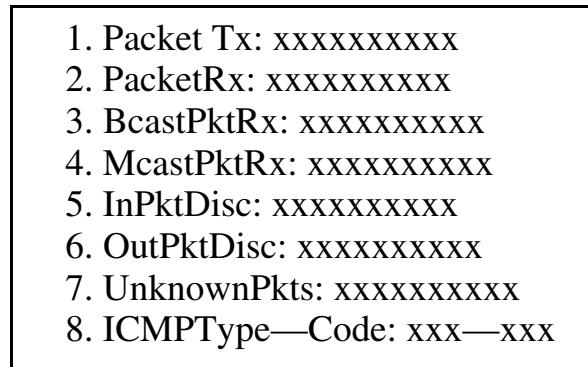 1. Packet Tx: xxxxxxxxxx
2. PacketRx: xxxxxxxxxx
3. BcastPktRx: xxxxxxxxxx
4. McastPktRx: xxxxxxxxxx
5. InPktDisc: xxxxxxxxxx
6. OutPktDisc: xxxxxxxxxx
7. UnknownPkts: xxxxxxxxxx
8. ICMPType—Code: xxx—xxx